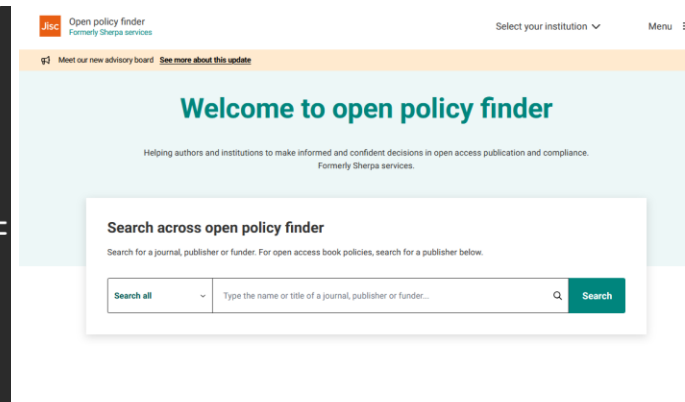 Jisc
Open policy finder
Formerly Sherpa services
Select your institution
Menu
Meet our new advisory board See more about this update
Welcome to open policy finder
Helping authors and institutions to make informed and confident decisions in open access publication and compliance.
Formerly Sherpa services.
Search across open policy finder
Search for a journal, publisher or funder. For open access book policies, search for a publisher below.
Search all
Type the name or title of a journal, publisher or funder...
Search